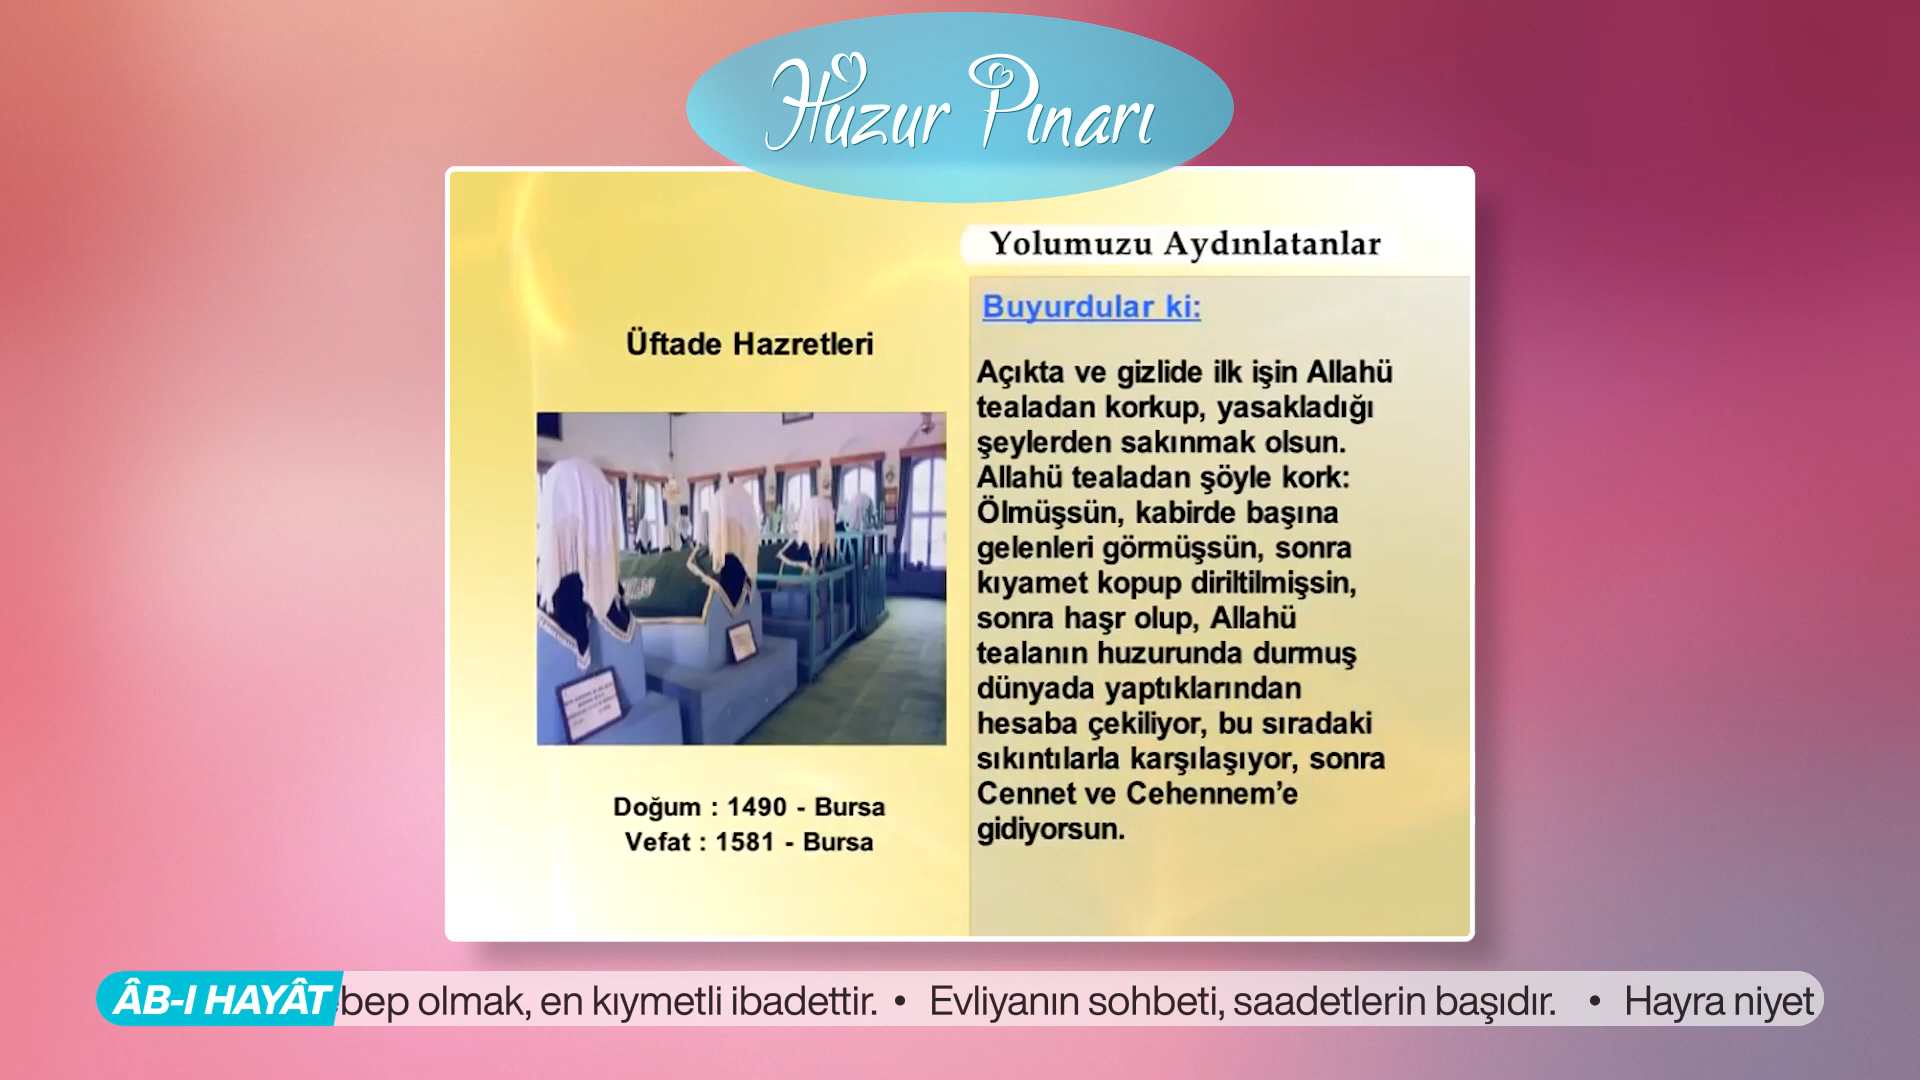 Huzur Pınarı
Yolumuzu Aydınlatanlar
Üftade Hazretleri
Doğum : 1490 - Bursa
Vefat : 1581 - Bursa
Buyurdular ki:
Açıkta ve gizlide ilk işin Allahü
tealadan korkup, yasakladığı
şeylerden sakınmak olsun.
Allahü tealadan şöyle kork:
Ölmüşsün, kabirde başına
gelenleri görmüşsün, sonra
kıyamet kopup diriltilmişsin,
sonra haşr olup, Allahü
tealanın huzurunda durmuş
dünyada yaptıklarından
hesaba çekiliyor, bu sıradaki
sıkıntılarla karşılaşıyor, sonra
Cennet ve Cehennem’e
gidiyorsun.
ÂB-I HAYÂT bep olmak, en kıymetli ibadettir. • Evliyanın sohbeti, saadetlerin başıdır. • Hayra niyet